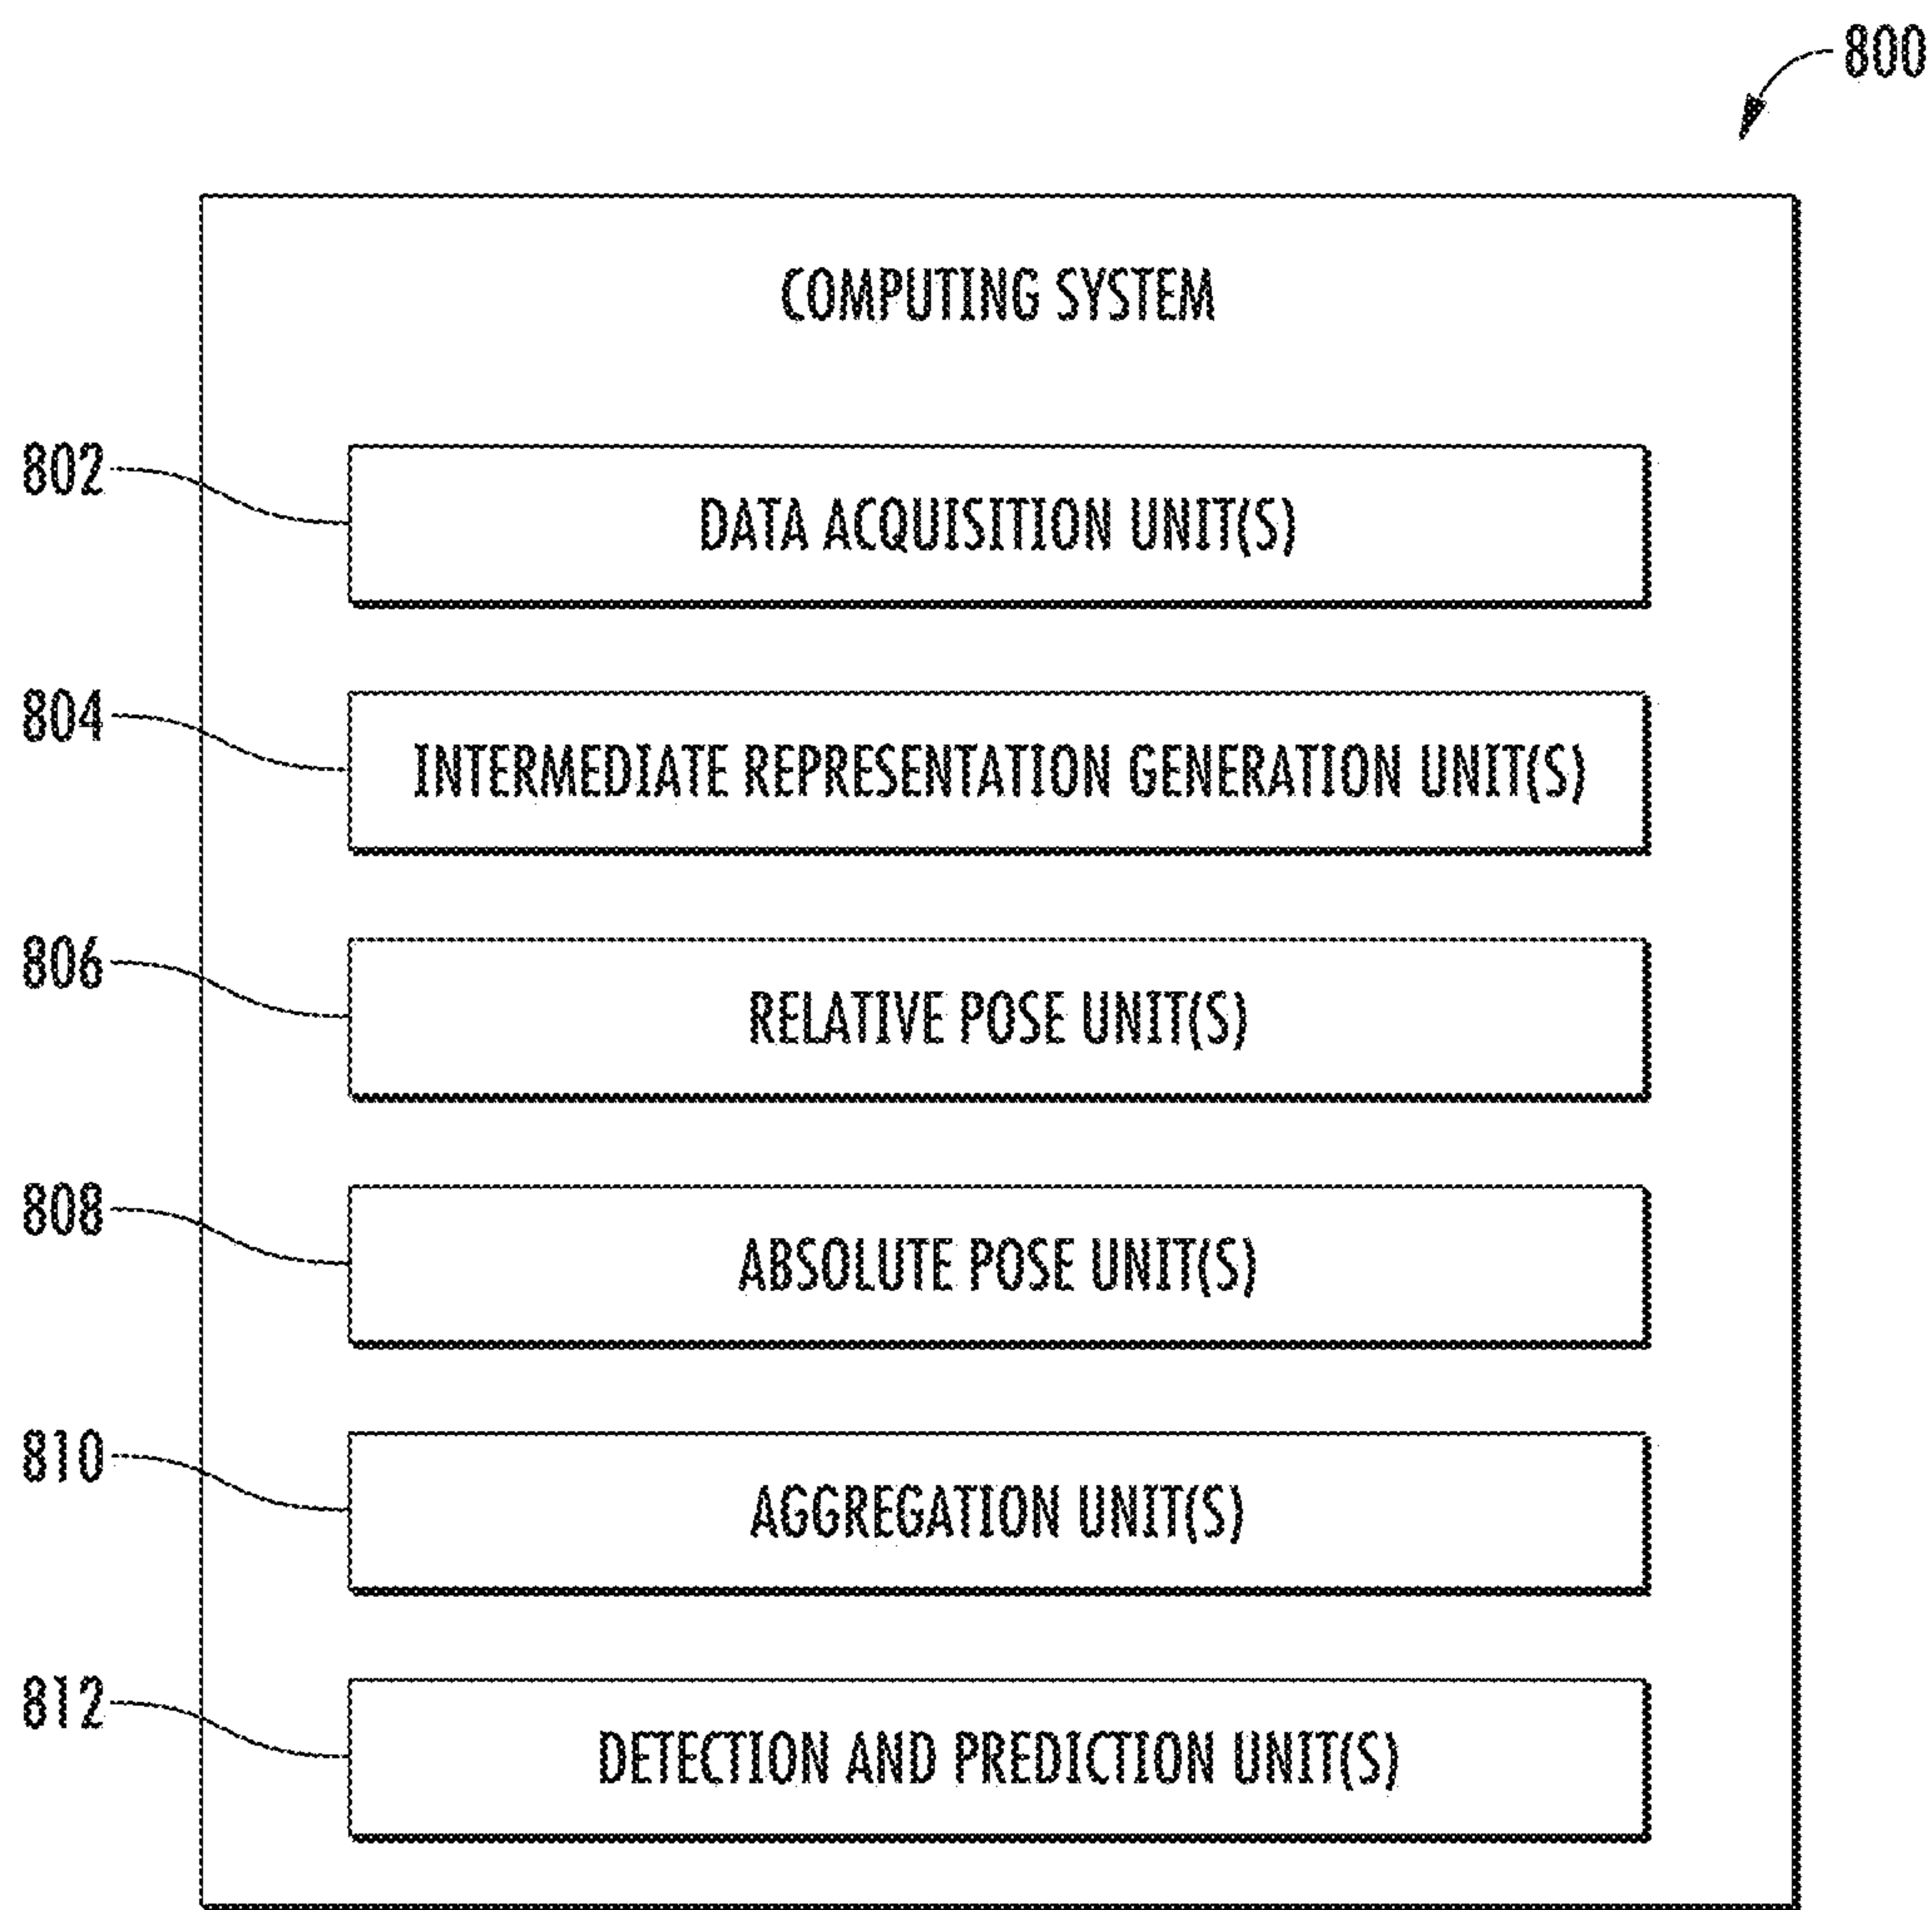 800
COMPUTING SYSTEM
802
DATA ACQUISITION UNIT(S)
804
INTERMEDIATE REPRESENTATION GENERATION UNIT(S)
806
RELATIVE POSE UNIT(S)
808
ABSOLUTE POSE UNIT(S)
810
AGGREGATION UNIT(S)
812
DETECTION AND PREDICTION UNIT(S)